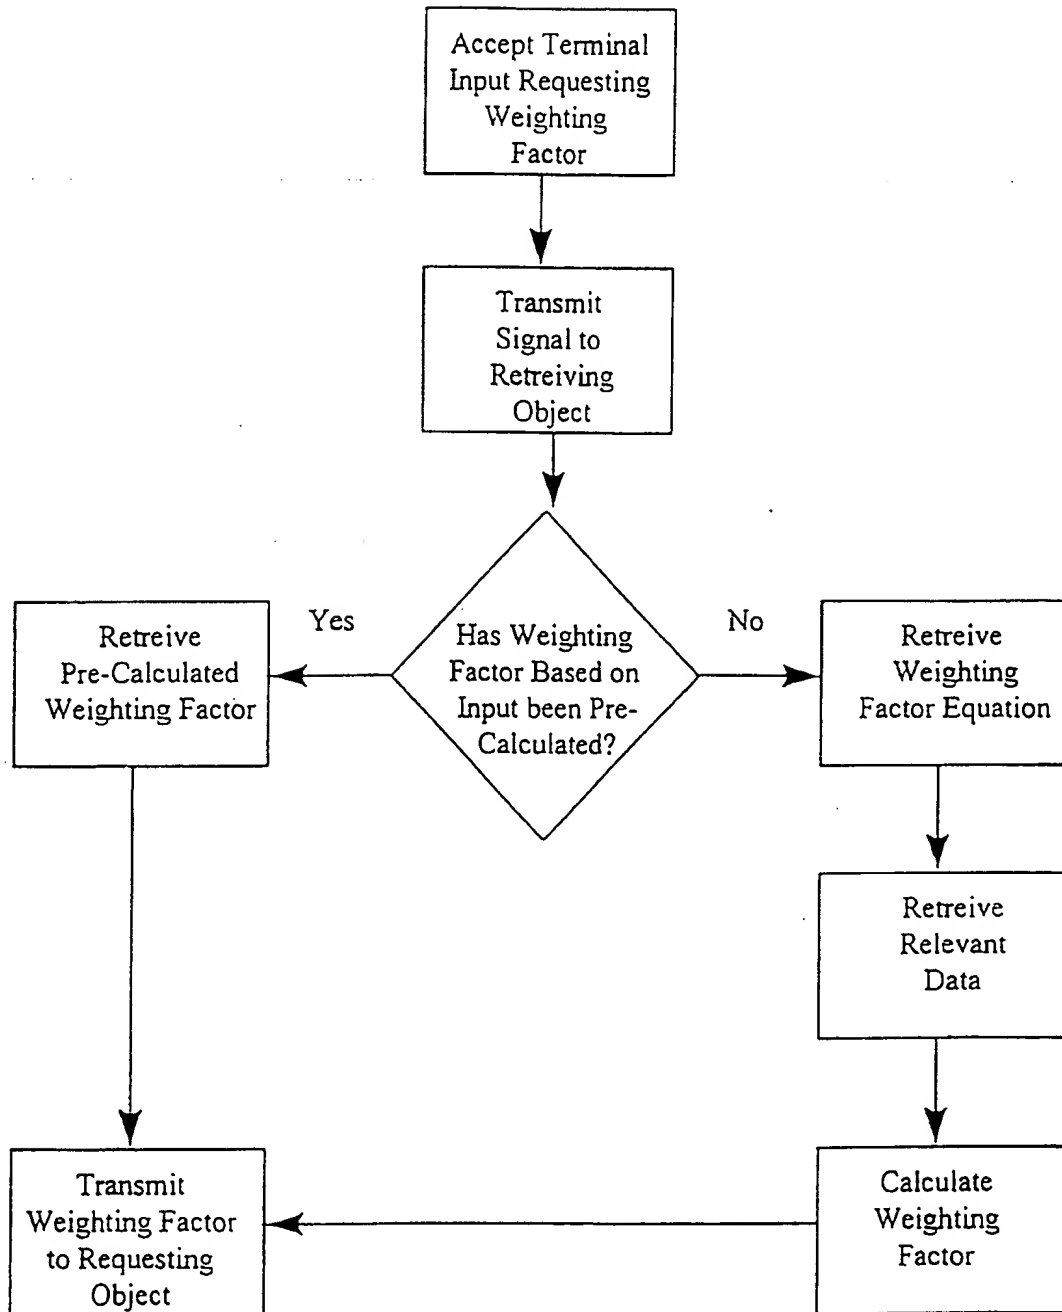 Accept Terminal
Input Requesting
Weighting
Factor
Transmit
Signal to
Retreiving
Object
Has Weighting
Factor Based on
Input been Pre-
Calculated?
Yes
No
Retreive
Pre-Calculated
Weighting Factor
Retreive
Weighting
Factor Equation
Retreive
Relevant
Data
Calculate
Weighting
Factor
Transmit
Weighting Factor
to Requesting
Object